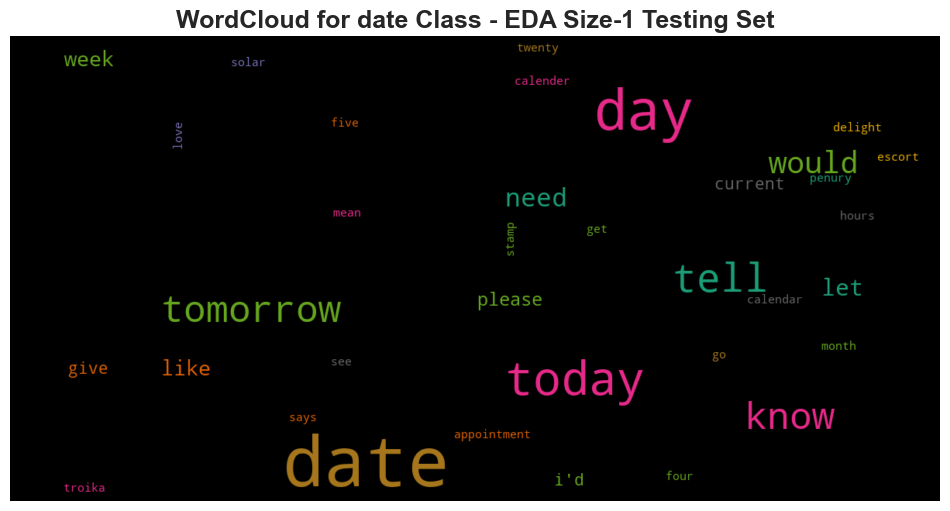 WordCloud for date Class - EDA Size-1 Testing Set
week
solar
twenty
calender
day
love
five
delight
would
escort
current
penury
need
mean
hours
stamp
get
tell
let
calendar
tomorrow
please
give
like
see
go
month
today
know
says
appointment
date
i'd
four
troika